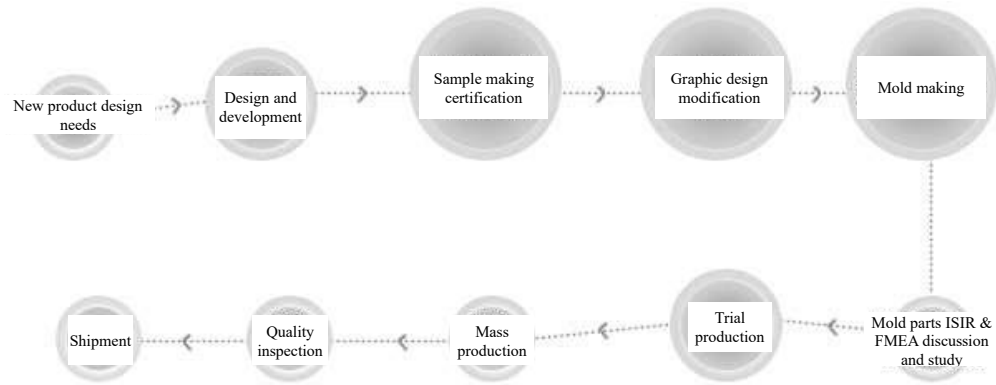 New product design
needs
Design and
development
Sample making
certification
Graphic design
modification
Mold making
Mold parts ISIR &
FMEA discussion
and study
Trial
production
Mass
production
Quality
inspection
Shipment